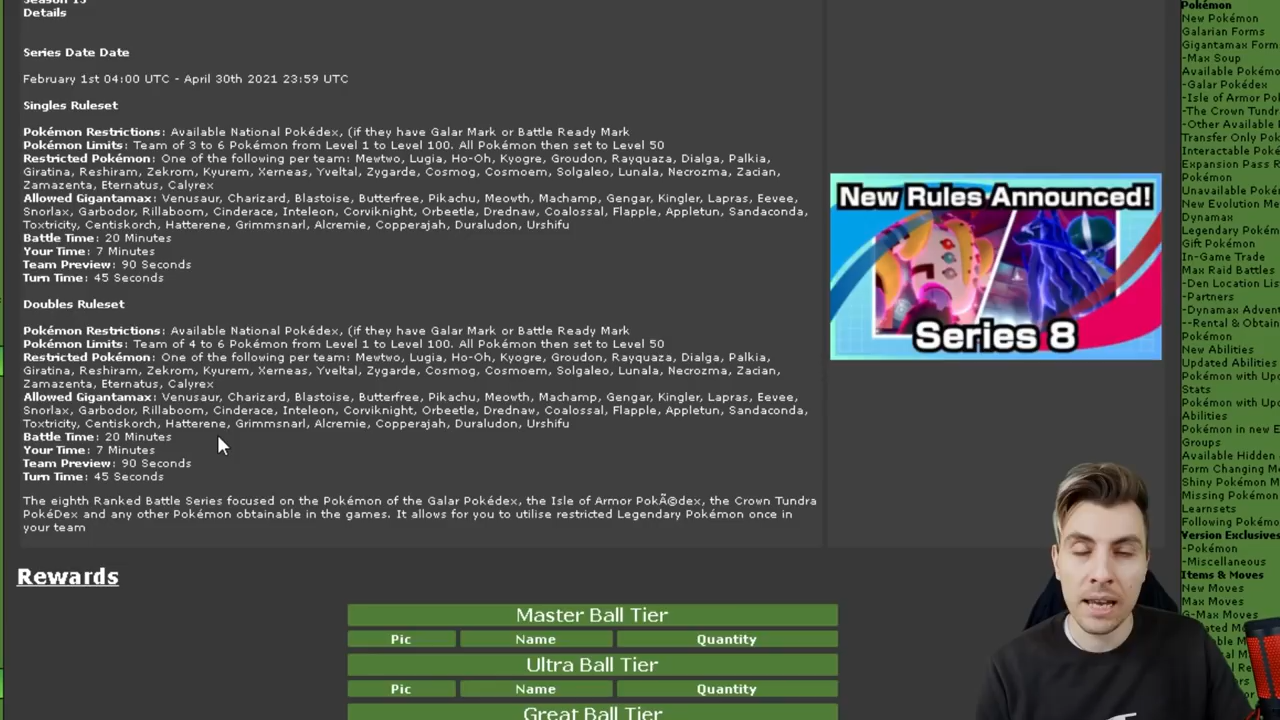 Details
Series Date Date
February 1st 04:00 UTC - April 30th 2021 23:59 UTC
Singles Ruleset
Pokémon Restrictions: Available National Pokédex, (if they have Galar Mark or Battle Ready Mark
Pokémon Limits: Team of 3 to 6 Pokémon from Level 1 to Level 100. All Pokémon then set to Level 50
Restricted Pokémon: One of the following per team: Mewtwo, Lugia, Ho-Oh, Kyogre, Groudon, Rayquaza, Dialga, Palkia,
Giratina, Reshiram, Zekrom, Kyurem, Xerneas, Yveltal, Zygarde, Cosmog, Cosmoem, Solgaleo, Lunala, Necrozma, Zacian,
Zamazenta, Eternatus, Calyrex
Allowed Gigantamax: Venusaur, Charizard, Blastoise, Butterfree, Pikachu, Meowth, Machamp, Gengar, Kingler, Lapras, Eevee,
Snorlax, Garbodor, Rillaboom, Cinderace, Inteleon, Corviknight, Orbeetle, Drednaw, Coalossal, Flapple, Appletun, Sandaconda,
Toxtricity, Centiskorch, Hatterene, Grimmsnarl, Alcremie, Copperajah, Duraludon, Urshifu
Battle Time: 20 Minutes
Your Time: 7 Minutes
Team Preview: 90 Seconds
Turn Time: 45 Seconds
Doubles Ruleset
Pokémon Restrictions: Available National Pokédex, (if they have Galar Mark or Battle Ready Mark
Pokémon Limits: Team of 4 to 6 Pokémon from Level 1 to Level 100. All Pokémon then set to Level 50
Restricted Pokémon: One of the following per team: Mewtwo, Lugia, Ho-Oh, Kyogre, Groudon, Rayquaza, Dialga, Palkia,
Giratina, Reshiram, Zekrom, Kyurem, Xerneas, Yveltal, Zygarde, Cosmog, Cosmoem, Solgaleo, Lunala, Necrozma, Zacian,
Zamazenta, Eternatus, Calyrex
Allowed Gigantamax: Venusaur, Charizard, Blastoise, Butterfree, Pikachu, Meowth, Machamp, Gengar, Kingler, Lapras, Eevee,
Snorlax, Garbodor, Rillaboom, Cinderace, Inteleon, Corviknight, Orbeetle, Drednaw, Coalossal, Flapple, Appletun, Sandaconda,
Toxtricity, Centiskorch, Hatterene, Grimmsnarl, Alcremie, Copperajah, Duraludon, Urshifu
Battle Time: 20 Minutes
Your Time: 7 Minutes
Team Preview: 90 Seconds
Turn Time: 45 Seconds
The eighth Ranked Battle Series focused on the Pokémon of the Galar Pokédex, the Isle of Armor PokÃ©dex, the Crown Tundra
PokéDex and any other Pokémon obtainable in the games. It allows for you to utilise restricted Legendary Pokémon once in
your team
New Rules Announced!
Series 8
Rewards
Master Ball Tier
Pic Name Quantity
Ultra Ball Tier
Pic Name Quantity
Great Ball Tier
Pokémon
New Pokémon
Galarian Forms
Gigantamax Form
-Max Soup
Available Pokémo
-Galar Pokédex
-Isle of Armor Po
-The Crown Tund
-Other Available
Transfer Only Po
Interactable Poké
Expansion Pass
Pokémon
Unavailable Pokém
New Evolution Me
Dynamax
Legendary Pokém
Gift Pokémon
In-Game Trade
Max Raid Battles
-Den Location Lis
-Partners
-Dynamax Adven
--Rental & Obtain
Pokémon
New Abilities
Updated Abilities
Pokémon with Up
Stats
Pokémon with Upd
Abilities
Pokémon in new E
Groups
Available Hidden
Form Changing M
Shiny Pokémon M
Missing Pokémon
Learnsets
Following Pokémo
Version Exclusives
-Pokémon
-Miscellaneous
Items & Moves
New Moves
Max Moves
G-Max Moves